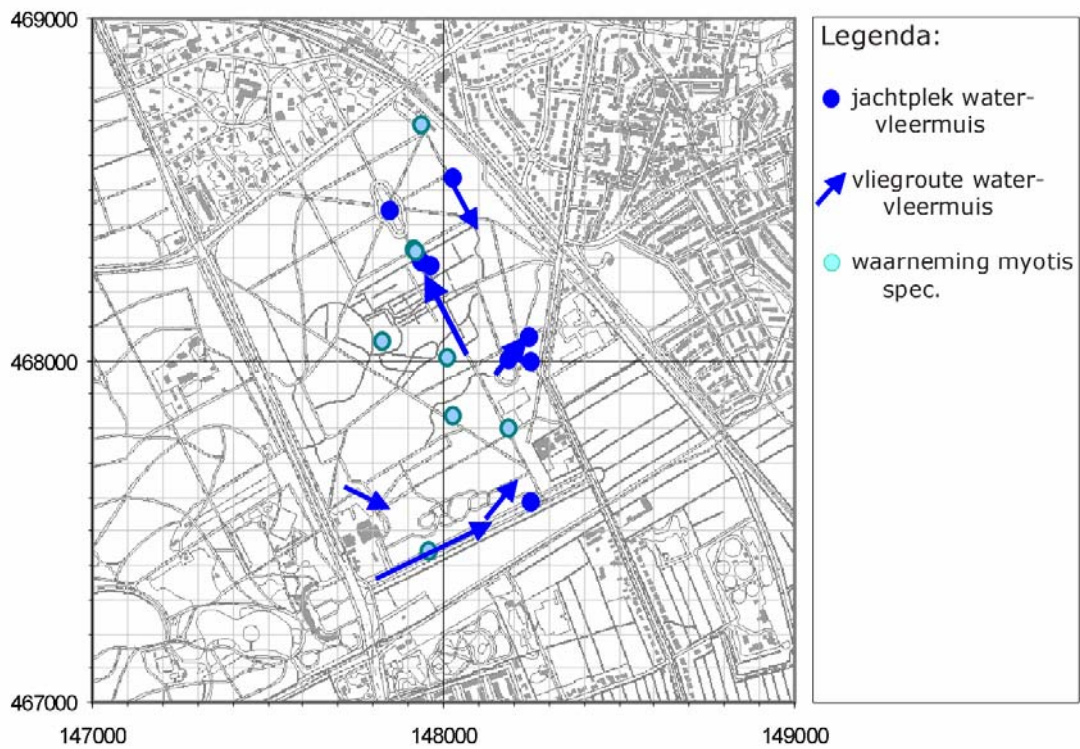 469000
468000
467000
147000
148000
149000
Legenda:
jachtplek water-
vleermuis
vliegroute water-
vleermuis
waarneming myotis
spec.